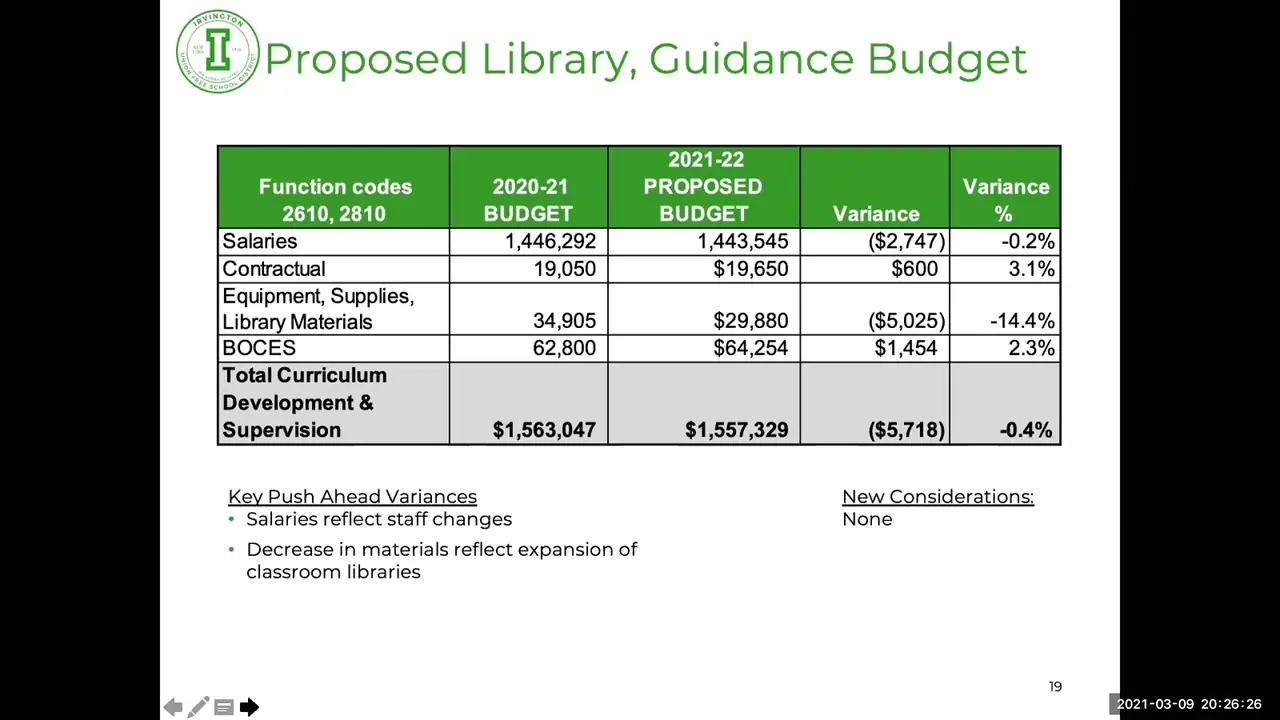 IRVINGTON
UNION FREE SCHOOL DISTRICT
Proposed Library, Guidance Budget
Function codes 2610, 2810 2020-21 BUDGET 2021-22 PROPOSED BUDGET Variance Variance %
Salaries 1,446,292 1,443,545 ($2,747) -0.2%
Contractual 19,050 $19,650 $600 3.1%
Equipment, Supplies,
Library Materials 34,905 $29,880 ($5,025) -14.4%
BOCES 62,800 $64,254 $1,454 2.3%
Total Curriculum
Development &
Supervision $1,563,047 $1,557,329 ($5,718) -0.4%
Key Push Ahead Variances
• Salaries reflect staff changes
• Decrease in materials reflect expansion of
classroom libraries
New Considerations:
None
19
2021-03-09 20:26:26